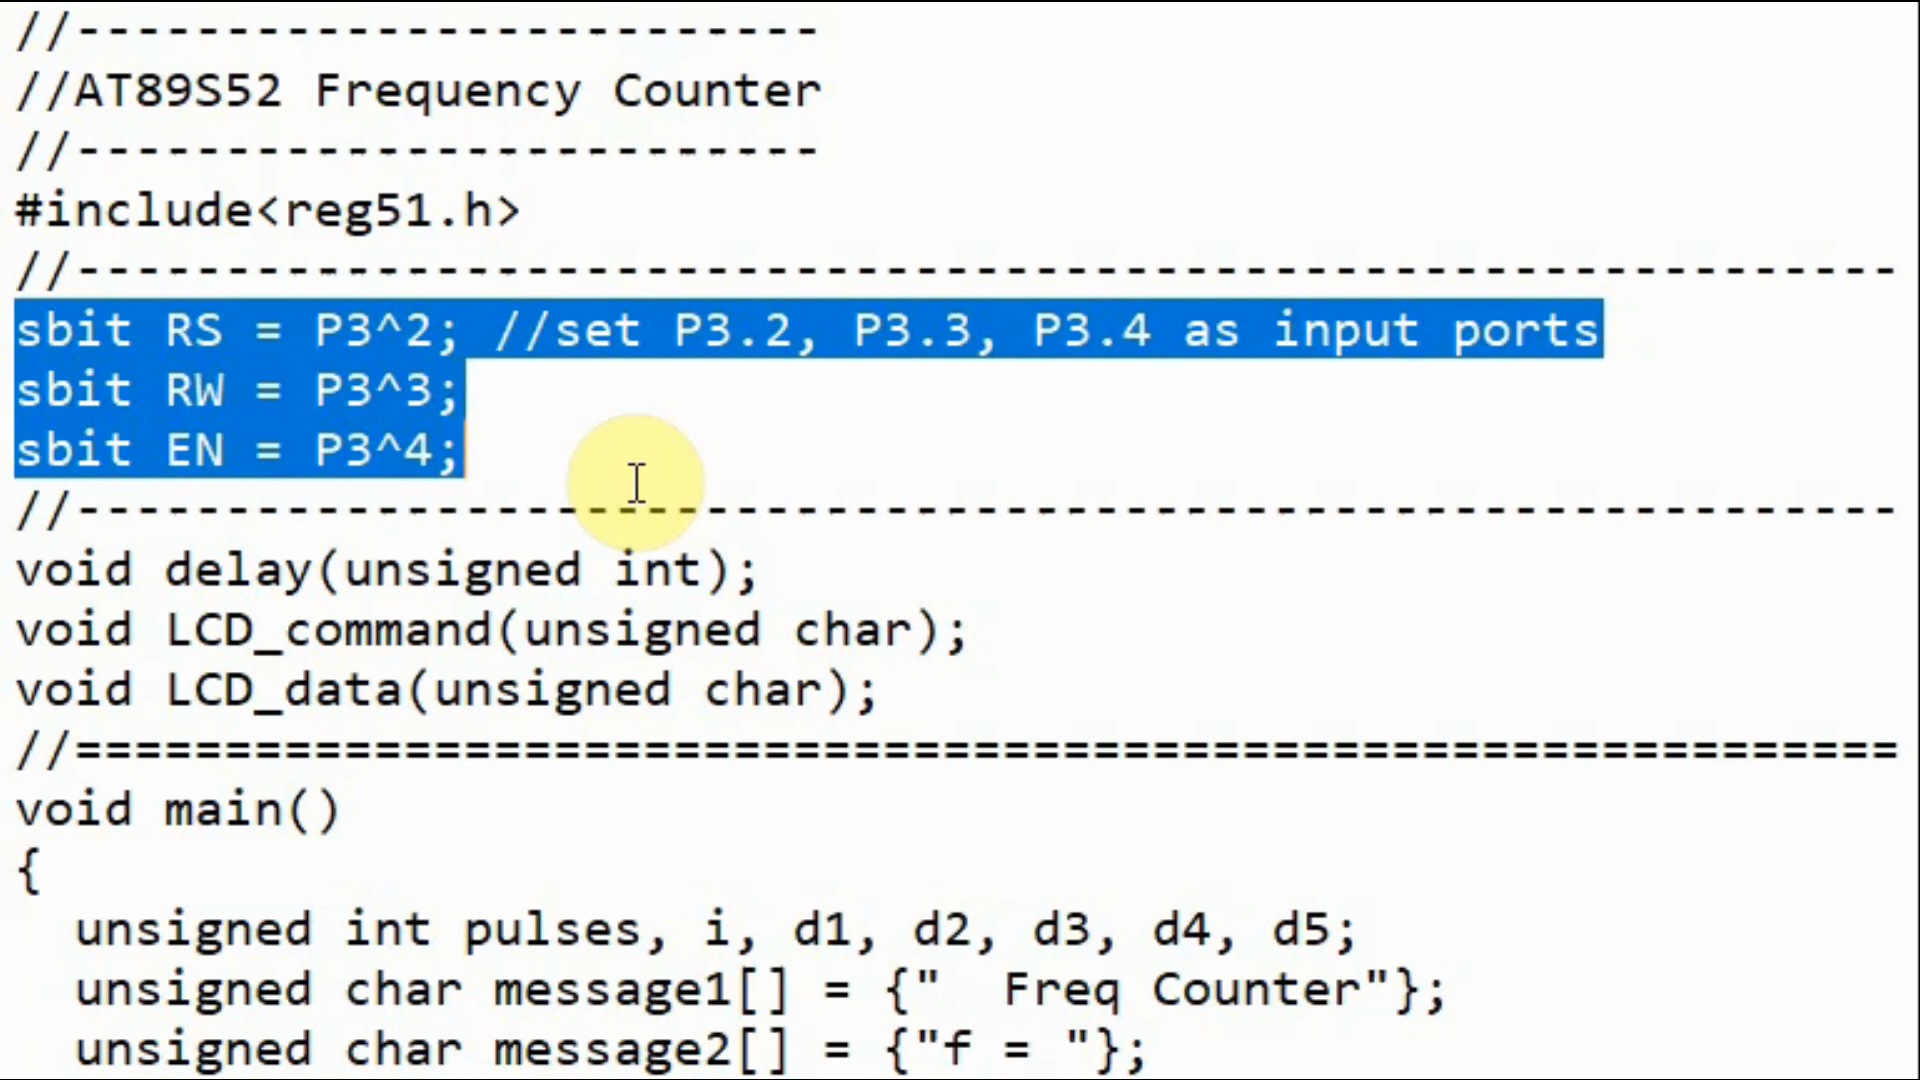 //-------------------------
//AT89S52 Frequency Counter
//-------------------------
#include<reg51.h>
//-------------------------------------------------------------
sbit RS = P3^2; //set P3.2, P3.3, P3.4 as input ports
sbit RW = P3^3;
sbit EN = P3^4;
//-------------------------------------------------------------
void delay(unsigned int);
void LCD_command(unsigned char);
void LCD_data(unsigned char);
//=============================================================
void main()
{
  unsigned int pulses, i, d1, d2, d3, d4, d5;
  unsigned char message1[] = {"  Freq Counter"};
  unsigned char message2[] = {"f = "};